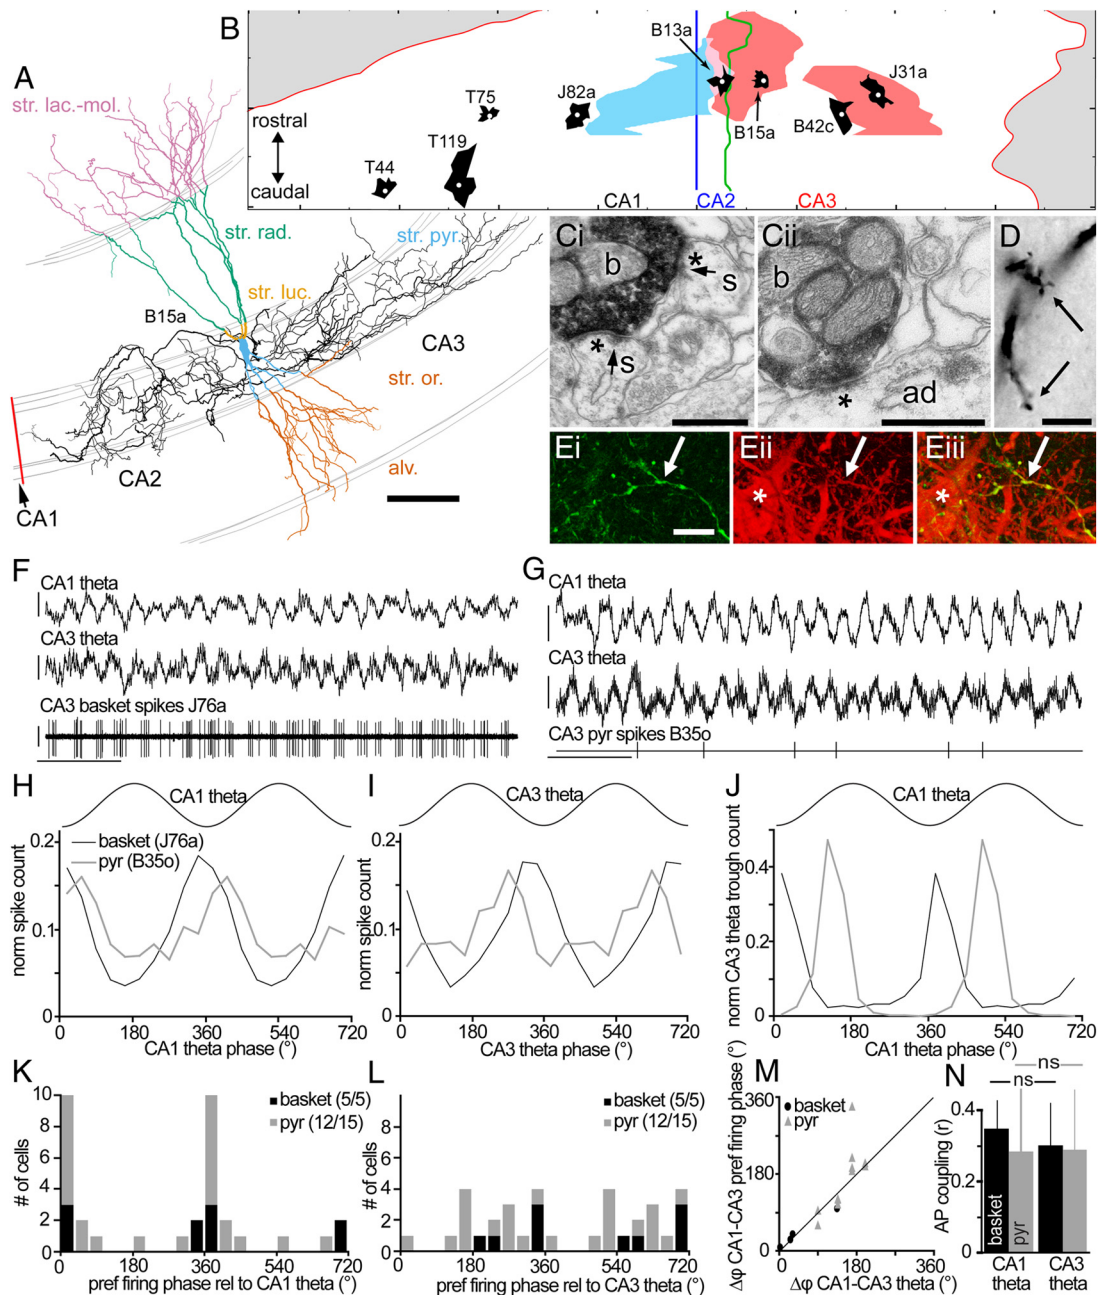 A
str. lac.-mol.
str. rad.
str. pyr.
str. luc.
B15a
CA3
str. or.
CA2
alv.
CA1
B
rostral
caudal
T44
T75
T119
J82a
B13a
B15a
B42c
J31a
CA1
CA2
CA3
Ci
b
*
s
*
s
Cii
b
*
ad
D
Ei
Eii
*
Eiii
*
F
CA1 theta
CA3 theta
CA3 basket spikes J76a
G
CA1 theta
CA3 theta
CA3 pyr spikes B35o
H
CA1 theta
basket (J76a)
pyr (B35o)
norm spike count
0.2
0.1
0
0 180 360 540 720
CA1 theta phase (°)
I
CA3 theta
norm spike count
0.2
0.1
0
0 180 360 540 720
CA3 theta phase (°)
J
CA1 theta
norm CA3 theta trough count
0.4
0.2
0
0 180 360 540 720
CA1 theta phase (°)
K
basket (5/5)
pyr (12/15)
# of cells
10
8
6
4
2
0
0 180 360 540 720
pref firing phase rel to CA1 theta (°)
L
basket (5/5)
pyr (12/15)
# of cells
8
6
4
2
0
0 180 360 540 720
pref firing phase rel to CA3 theta (°)
M
basket
pyr
Δφ CA1-CA3 pref firing phase (°)
360
180
0
0 180 360
Δφ CA1-CA3 theta (°)
N
ns
ns
AP coupling (r)
0.4
0.2
0
basket
pyr
CA1 theta
CA3 theta